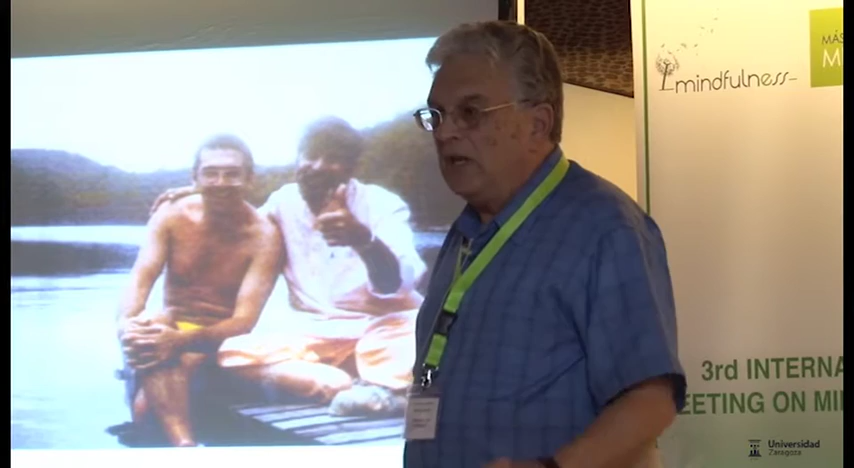 mindfulness
MÁS
M
3rd INTERNA
EETING ON MI
Universidad
Zaragoza